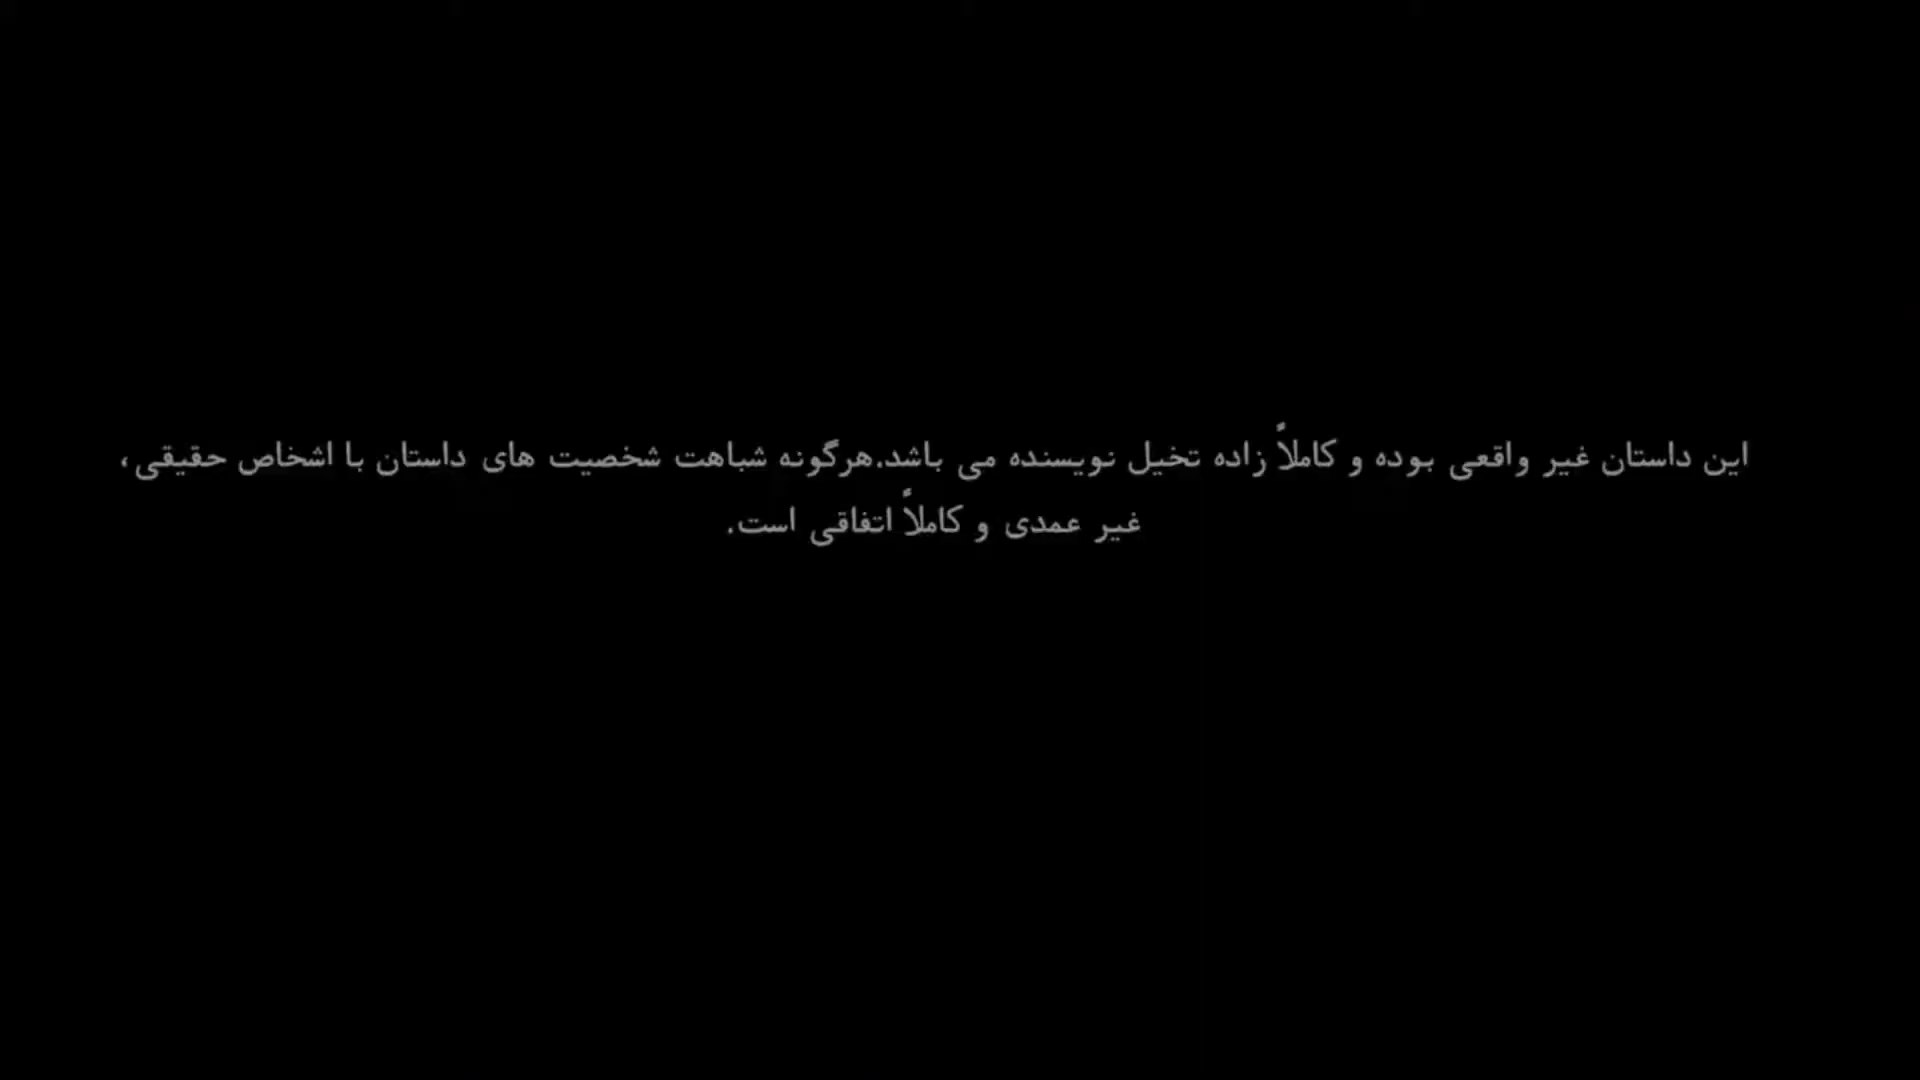 این داستان غیر واقعی بوده و کاملاً زاده تخیل نویسنده می باشد.هرگونه شباهت شخصیت های داستان با اشخاص حقیقی،
غیر عمدی و کاملاً اتفاقی است.